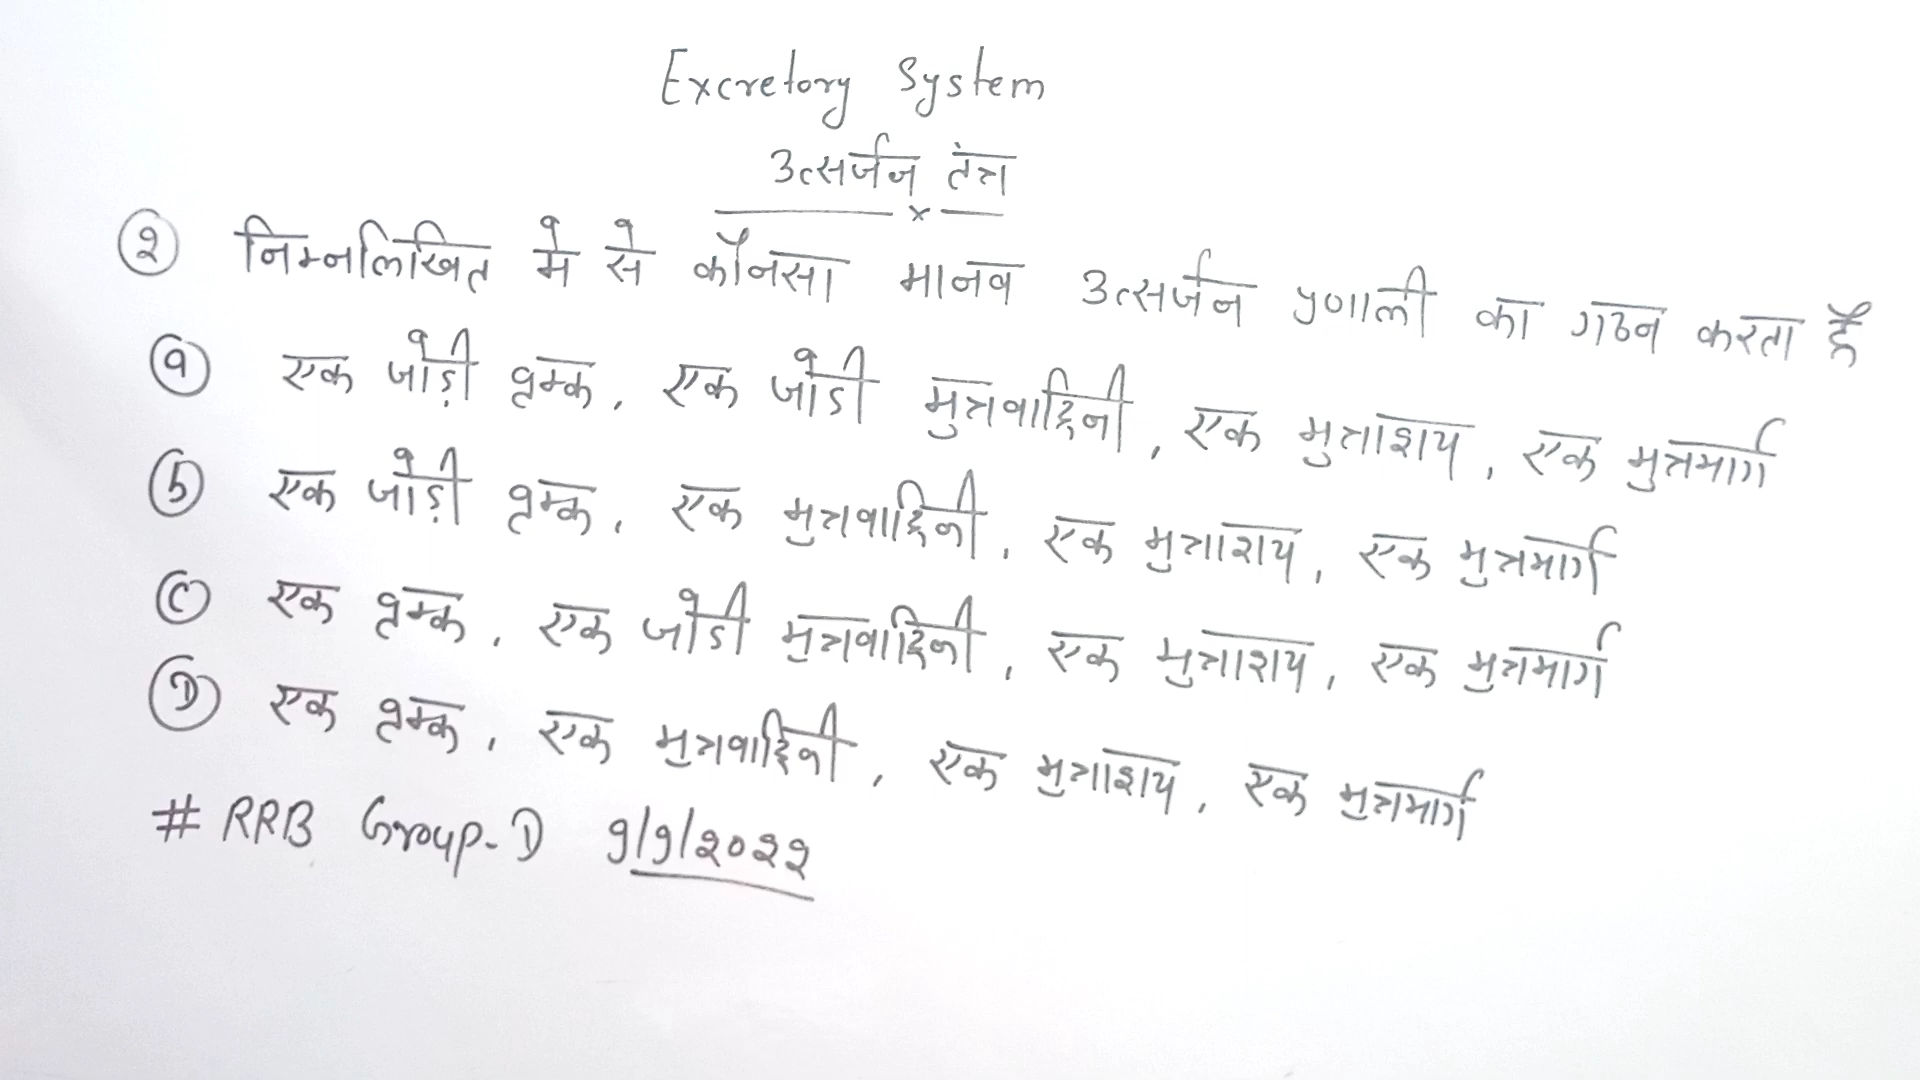 Excretory System
उत्सर्जन तंत्र
② निम्नलिखित मे से कौनसा मानव उत्सर्जन प्रणाली का गठन करता है
ⓐ एक जोड़ी वृम्क, एक जोडी मुत्रवाहिनी, एक मुत्राशय, एक मुत्रमार्ग
ⓑ एक जोड़ी वृम्क, एक मुत्रवाहिनी, एक मुत्राशय, एक मुत्रमार्ग
Ⓒ एक वृम्क, एक जोडी मुत्रवाहिनी, एक मुत्राशय, एक मुत्रमार्ग
Ⓓ एक वृम्क, एक मुत्रवाहिनी, एक मुत्राशय, एक मुत्रमार्ग
# RRB Group-D 9/9/2022